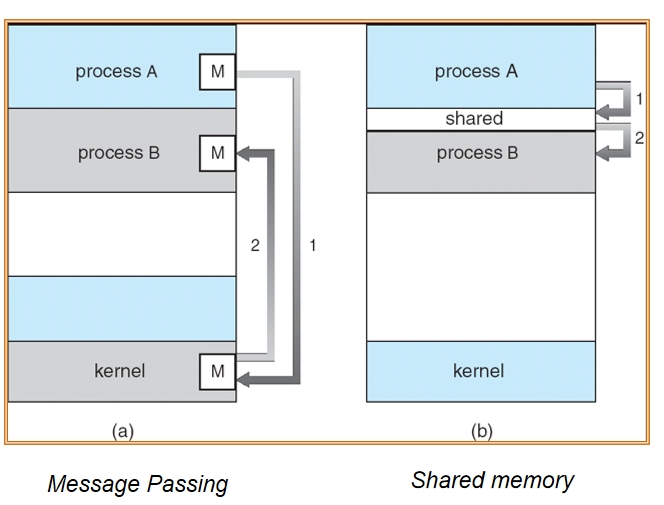 process A
M
process B
M
2
1
kernel
M
(a)
Message Passing
process A
1
shared
2
process B
kernel
(b)
Shared memory